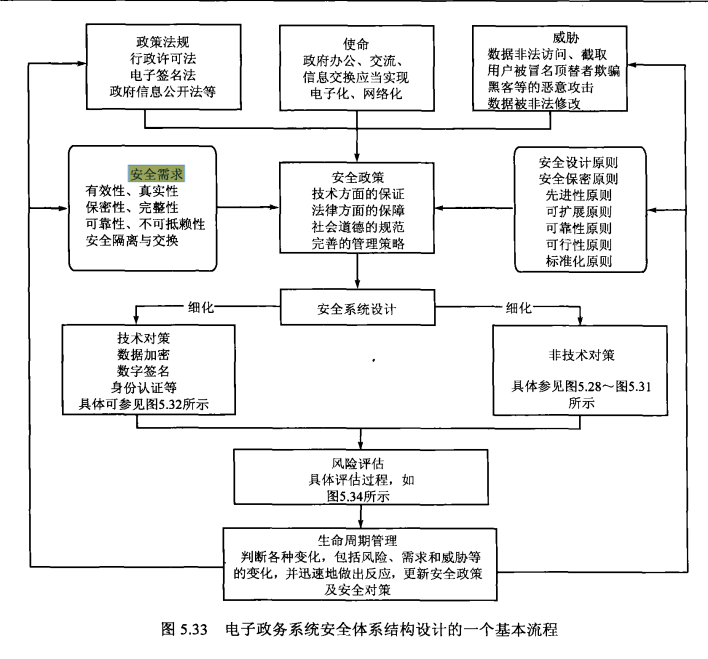 政策法规
行政许可法
电子签名法
政府信息公开法等
使命
政府办公、交流、
信息交换应当实现
电子化、网络化
威胁
数据非法访问、截取
用户被冒名顶替者欺骗
黑客等的恶意攻击
数据被非法修改
安全需求
有效性、真实性
保密性、完整性
可靠性、不可抵赖性
安全隔离与交换
安全政策
技术方面的保证
法律方面的保障
社会道德的规范
完善的管理策略
安全设计原则
安全保密原则
先进性原则
可扩展原则
可靠性原则
可行性原则
标准化原则
细化
安全系统设计
细化
技术对策
数据加密
数字签名
身份认证等
具体可参见图5.32所示
非技术对策
具体参见图5.28～图5.31
所示
风险评估
具体评估过程，如
图5.34所示
生命周期管理
判断各种变化，包括风险、需求和威胁等
的变化，并迅速地做出反应，更新安全政策
及安全对策
图 5.33 电子政务系统安全体系结构设计的一个基本流程